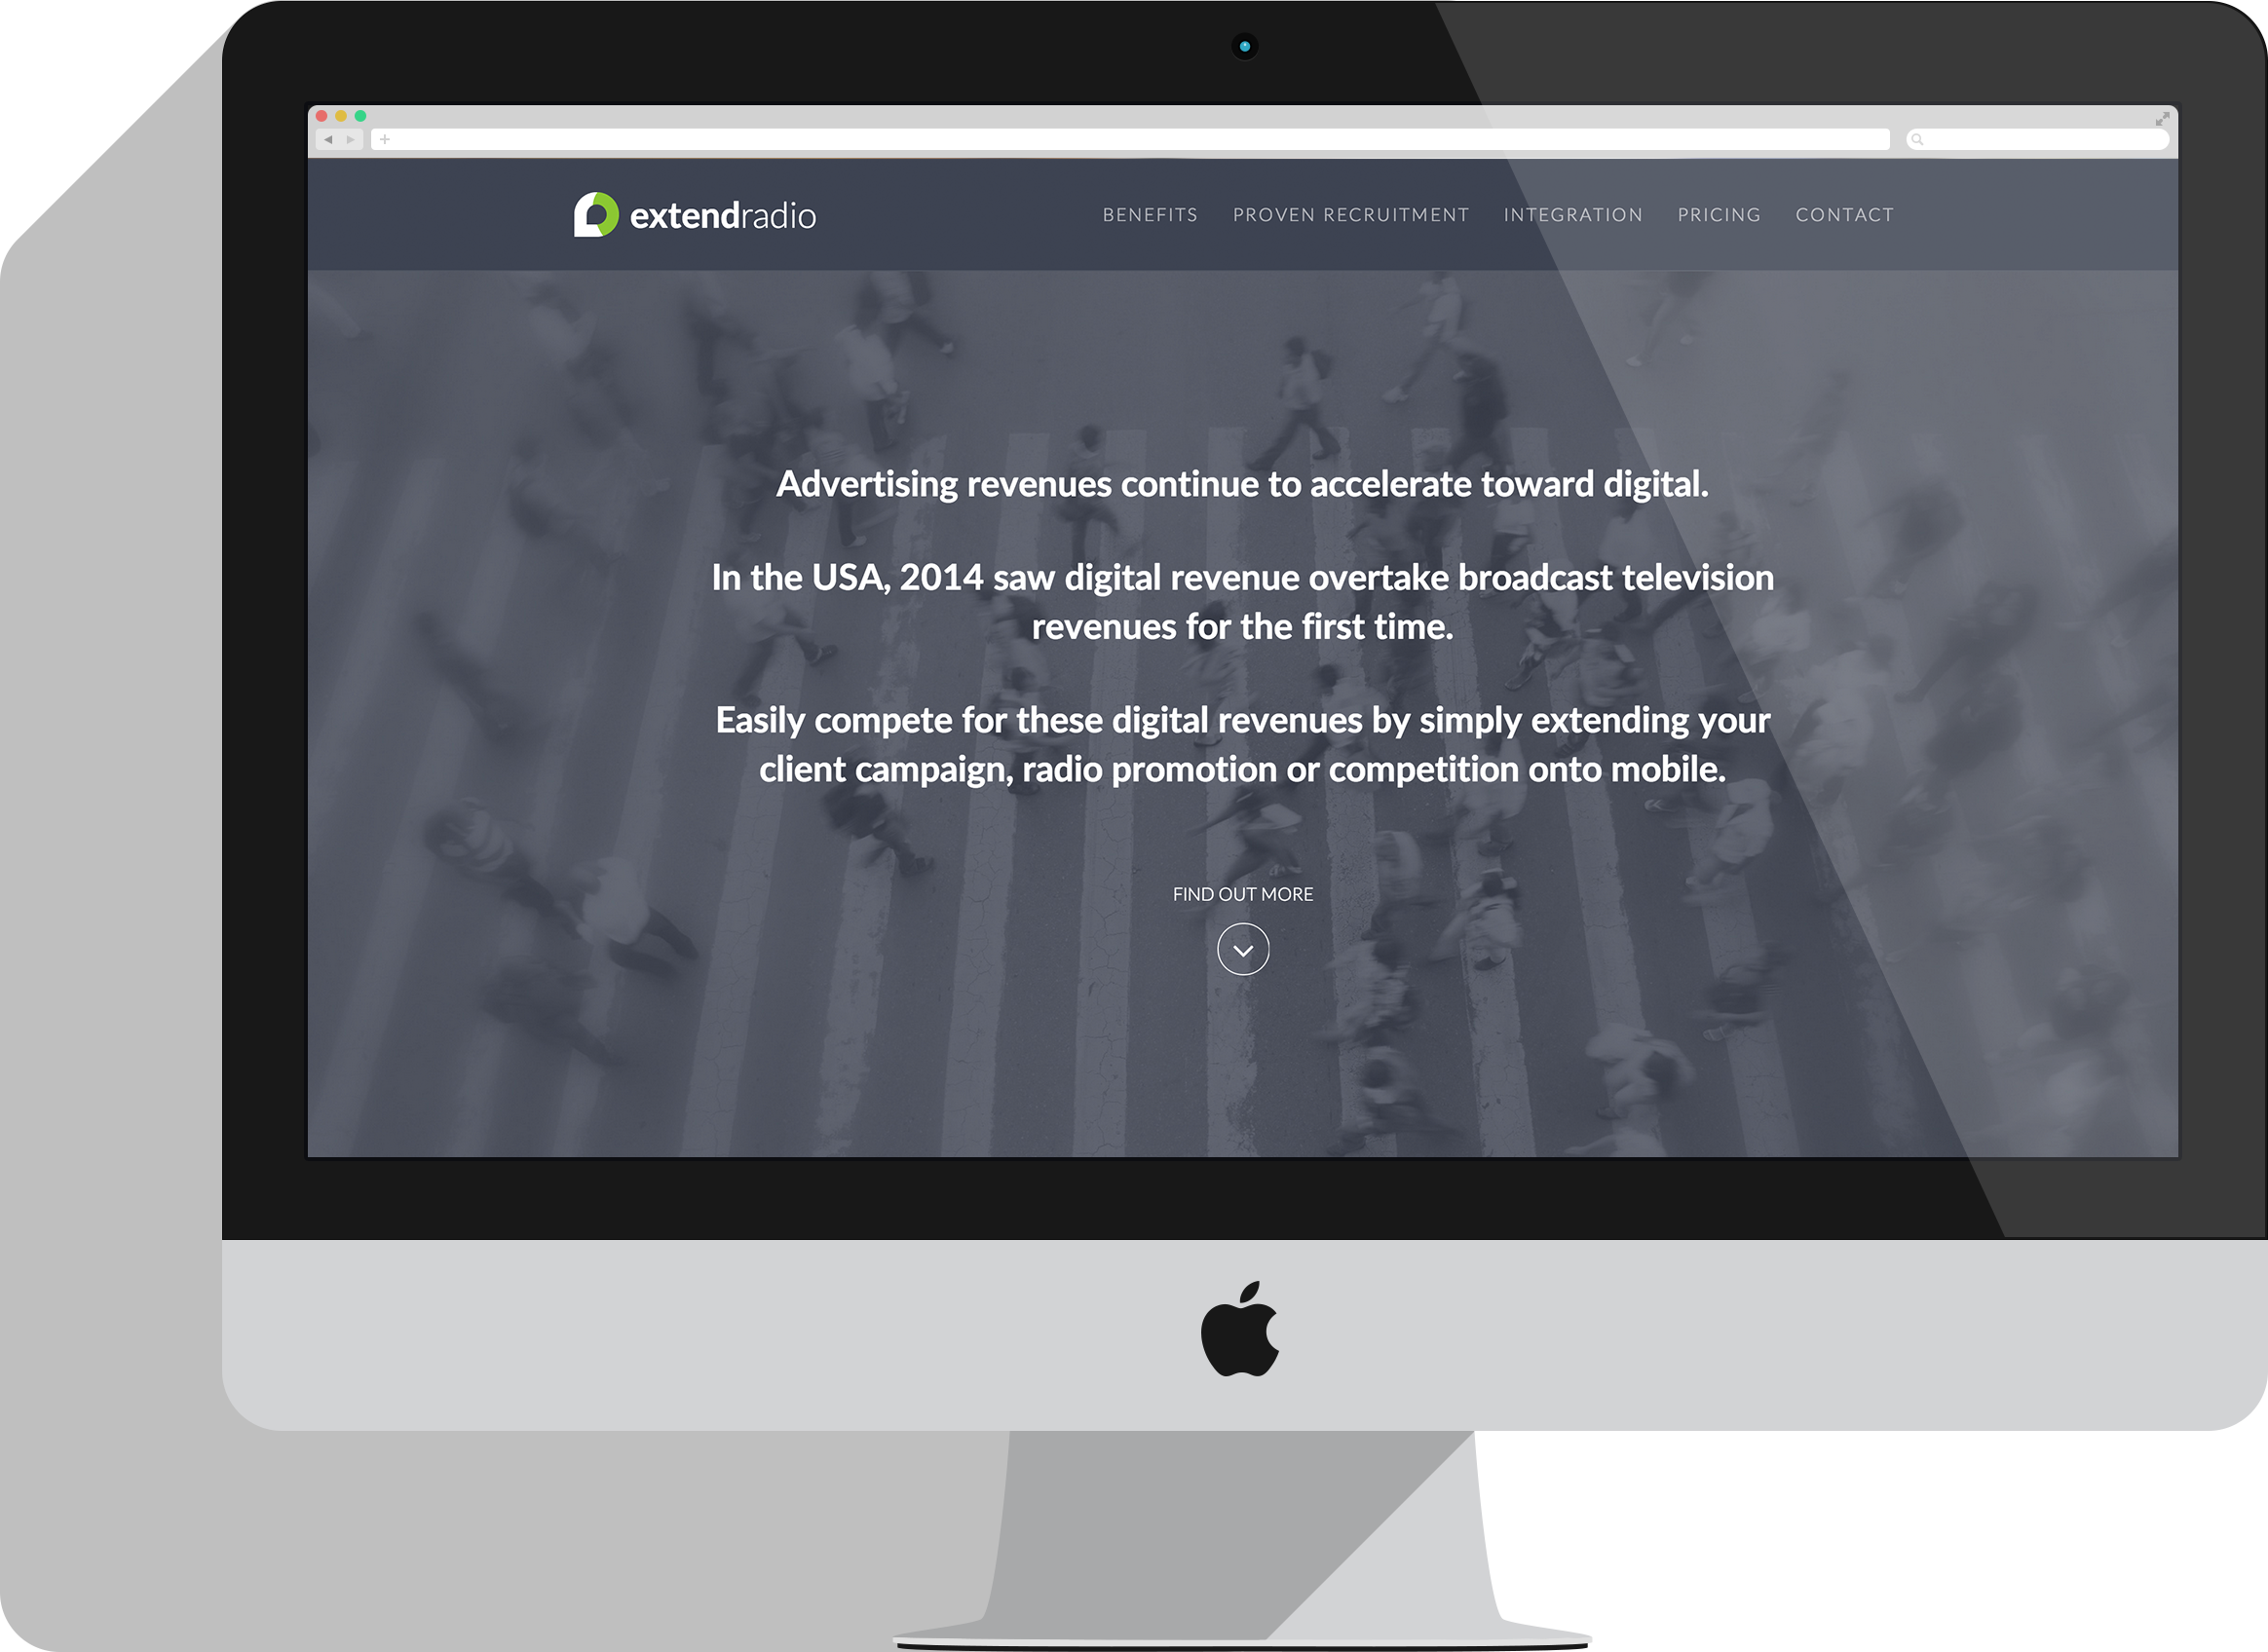 extendradio
BENEFITS PROVEN RECRUITMENT INTEGRATION PRICING CONTACT
Advertising revenues continue to accelerate toward digital.
In the USA, 2014 saw digital revenue overtake broadcast television
revenues for the first time.
Easily compete for these digital revenues by simply extending your
client campaign, radio promotion or competition onto mobile.
FIND OUT MORE